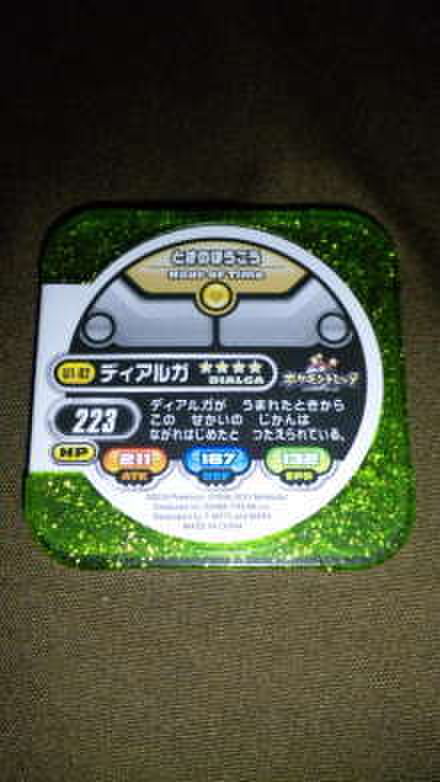 ときのほうこう
Roar of Time
ディアルガ ★★★★
DIALGA
ポケモントレッタ
223
HP
ディアルガが うまれたときから
この せかいの じかんは
ながれはじめたと つたえられている。
211
ATK
167
DEF
132
SPD
MADE IN CHINA